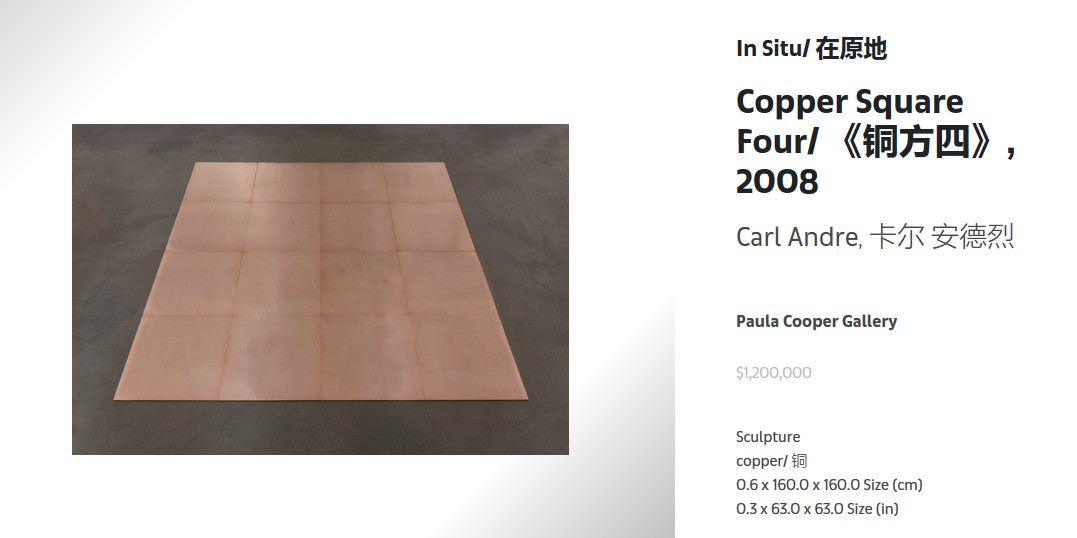 In Situ/ 在原地
Copper Square
Four/ 《铜方四》,
2008
Carl Andre, 卡尔 安德烈
Paula Cooper Gallery
$1,200,000
Sculpture
copper/ 铜
0.6 x 160.0 x 160.0 Size (cm)
0.3 x 63.0 x 63.0 Size (in)